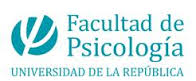 Facultad de
Psicología
UNIVERSIDAD DE LA REPÚBLICA